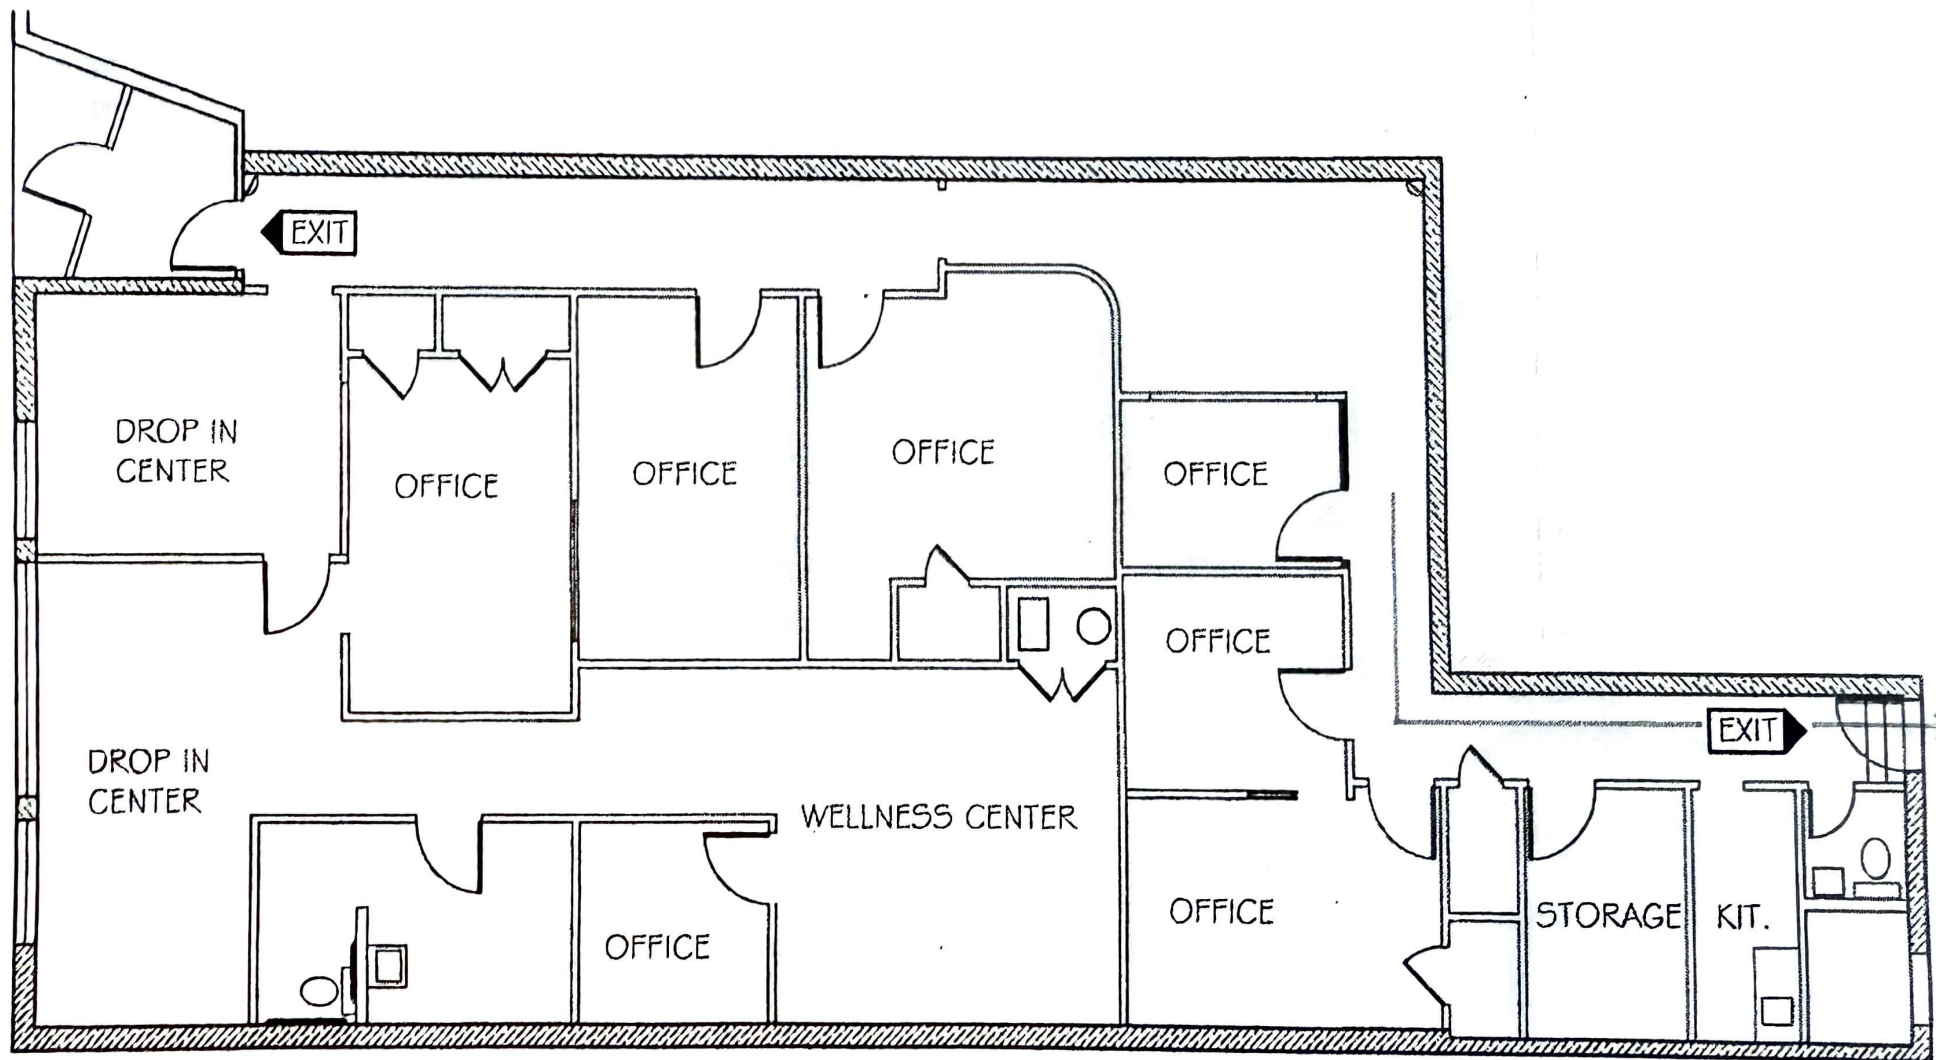 EXIT
DROP IN
CENTER
OFFICE
OFFICE
OFFICE
OFFICE
OFFICE
DROP IN
CENTER
WELLNESS CENTER
EXIT
OFFICE
OFFICE
STORAGE
KIT.